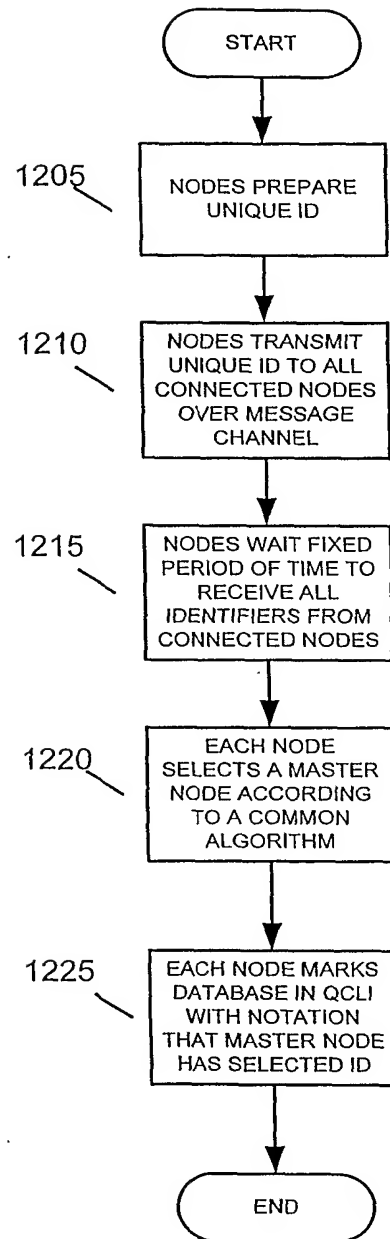 START
1205
NODES PREPARE
UNIQUE ID
1210
NODES TRANSMIT
UNIQUE ID TO ALL
CONNECTED NODES
OVER MESSAGE
CHANNEL
1215
NODES WAIT FIXED
PERIOD OF TIME TO
RECEIVE ALL
IDENTIFIERS FROM
CONNECTED NODES
1220
EACH NODE
SELECTS A MASTER
NODE ACCORDING
TO A COMMON
ALGORITHM
1225
EACH NODE MARKS
DATABASE IN QCLI
WITH NOTATION
THAT MASTER NODE
HAS SELECTED ID
END